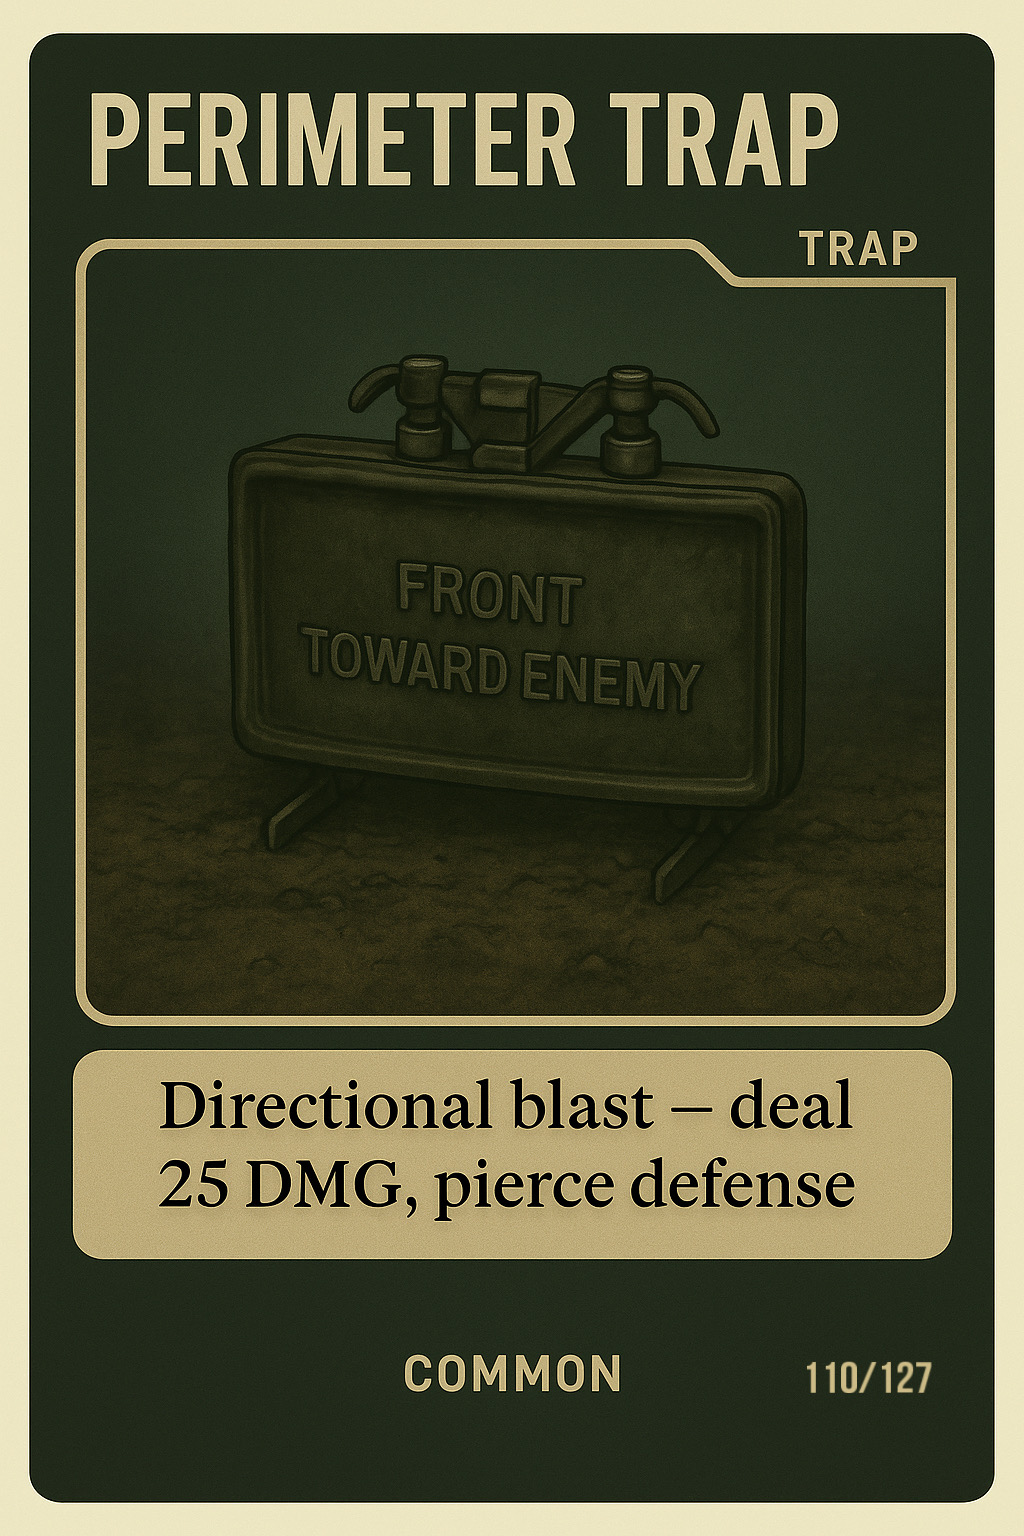 PERIMETER TRAP
TRAP
FRONT
TOWARD ENEMY
Directional blast – deal
25 DMG, pierce defense
COMMON
110/127